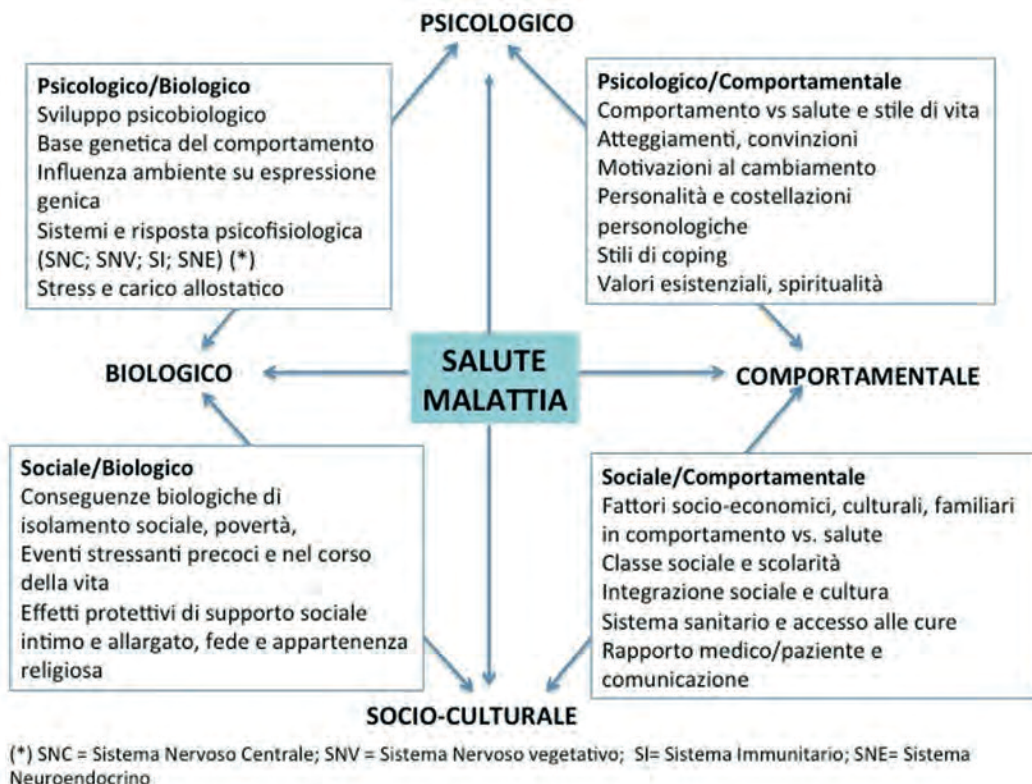 PSICOLOGICO
Psicologico/Biologico
Sviluppo psicobiologico
Base genetica del comportamento
Influenza ambiente su espressione
genica
Sistemi e risposta psicofisiologica
(SNC; SNV; SI; SNE) (*)
Stress e carico allostatico
Psicologico/Comportamentale
Comportamento vs salute e stile di vita
Atteggiamenti, convinzioni
Motivazioni al cambiamento
Personalità e costellazioni
personologiche
Stili di coping
Valori esistenziali, spiritualità
BIOLOGICO
SALUTE
MALATTIA
COMPORTAMENTALE
Sociale/Biologico
Conseguenze biologiche di
isolamento sociale, povertà,
Eventi stressanti precoci e nel corso
della vita
Effetti protettivi di supporto sociale
intimo e allargato, fede e appartenenza
religiosa
Sociale/Comportamentale
Fattori socio-economici, culturali, familiari
in comportamento vs. salute
Classe sociale e scolarità
Integrazione sociale e cultura
Sistema sanitario e accesso alle cure
Rapporto medico/paziente e
comunicazione
SOCIO-CULTURALE
(*) SNC = Sistema Nervoso Centrale; SNV = Sistema Nervoso vegetativo; SI= Sistema Immunitario; SNE= Sistema
Neuroendocrino